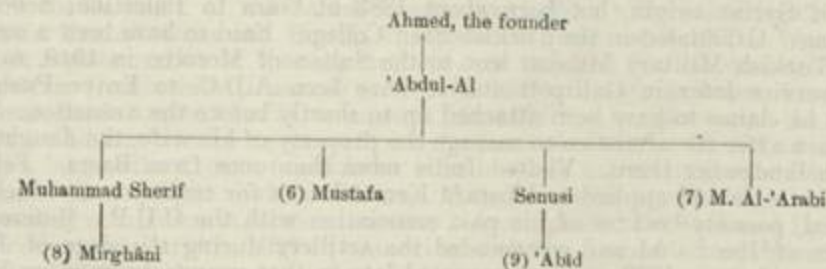 Ahmed, the founder
'Abdul-Al
Muhammad Sherif (6) Mustafa Senusi (7) M. Al-'Arabi
(8) Mirghâni (9) 'Abid